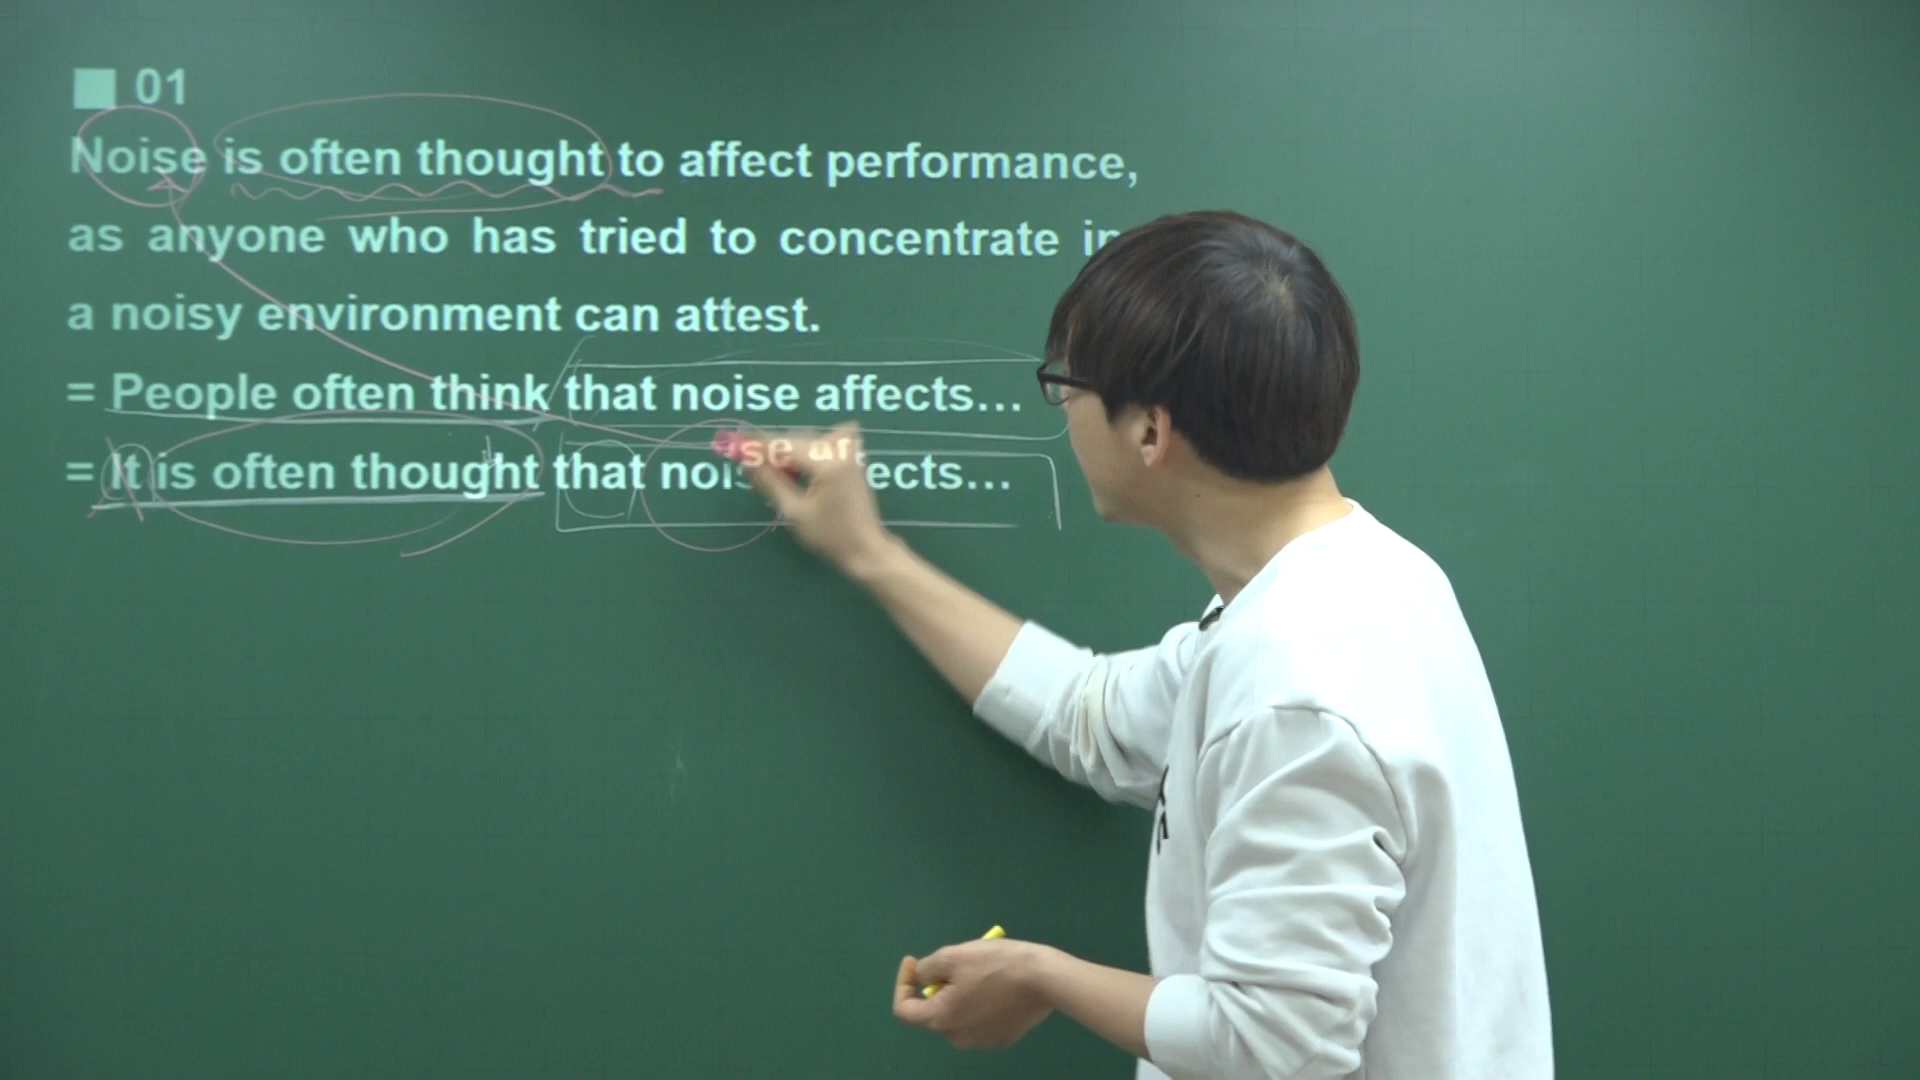 ■ 01
Noise is often thought to affect performance,
as anyone who has tried to concentrate in
a noisy environment can attest.
= People often think that noise affects...
= It is often thought that noise affects...